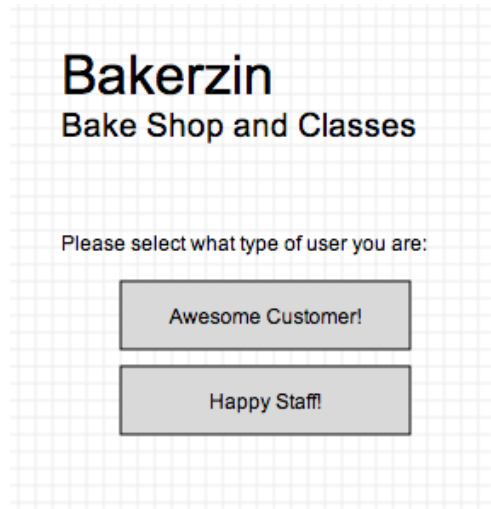 Bakerzin
Bake Shop and Classes
Please select what type of user you are:
Awesome Customer!
Happy Staff!